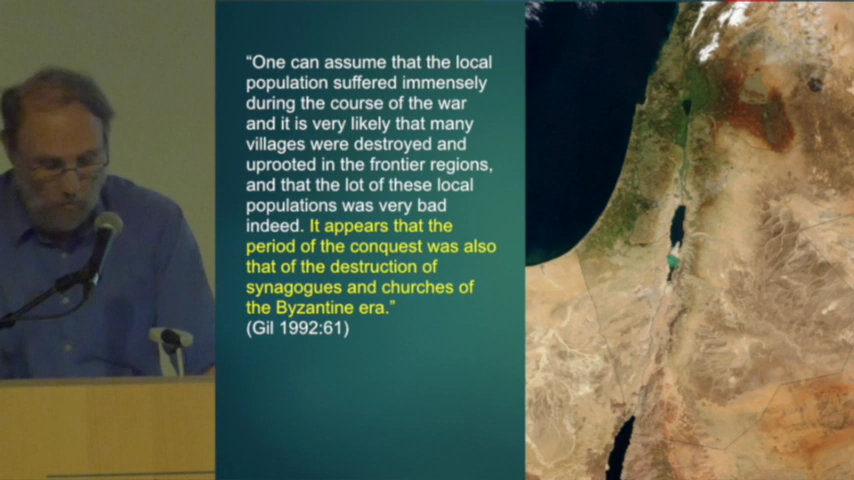 “One can assume that the local
population suffered immensely
during the course of the war
and it is very likely that many
villages were destroyed and
uprooted in the frontier regions,
and that the lot of these local
populations was very bad
indeed. It appears that the
period of the conquest was also
that of the destruction of
synagogues and churches of
the Byzantine era.”
(Gil 1992:61)